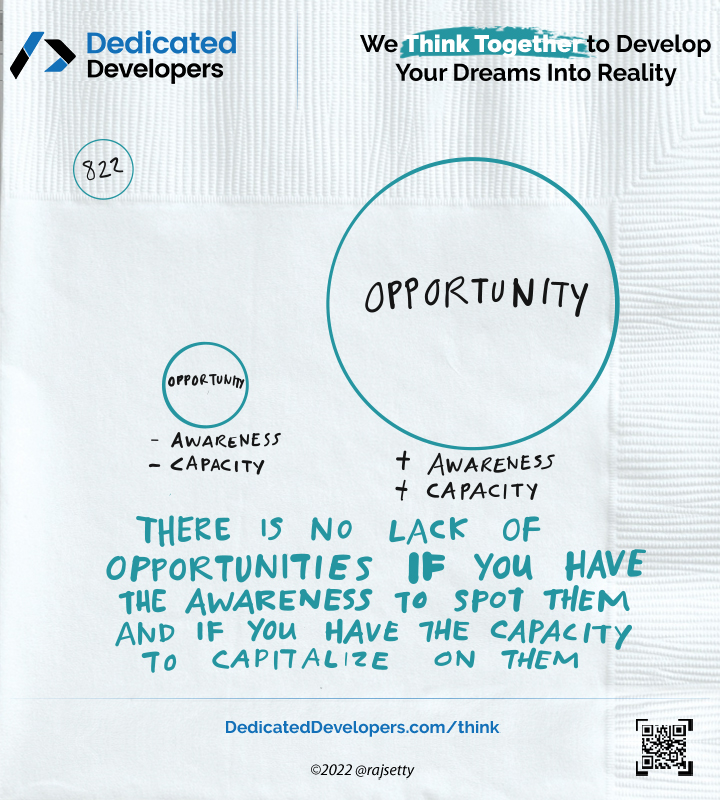 Dedicated
Developers
We Think Together to Develop
Your Dreams Into Reality
822
OPPORTUNITY
OPPORTUNITY
- AWARENESS
- CAPACITY
+ AWARENESS
+ CAPACITY
THERE IS NO LACK OF
OPPORTUNITIES IF YOU HAVE
THE AWARENESS TO SPOT THEM
AND IF YOU HAVE THE CAPACITY
TO CAPITALIZE ON THEM
DedicatedDevelopers.com/think
©2022 @rajsetty